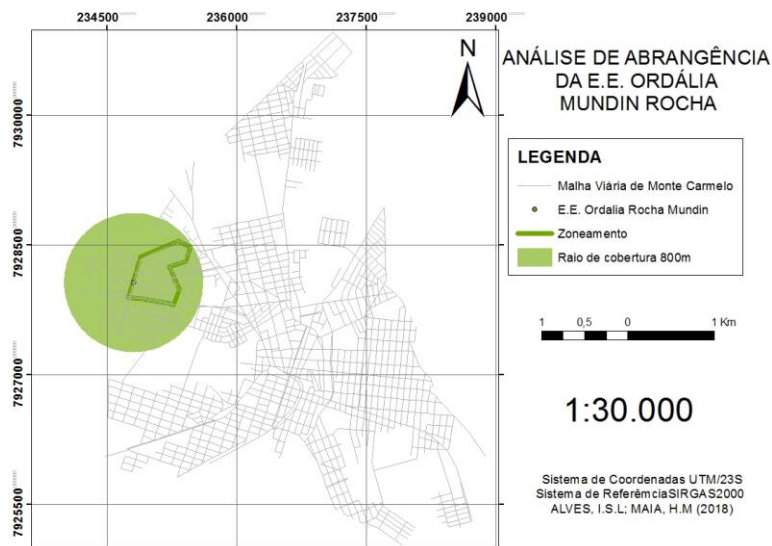 234500 236000 237500 239000
7930000
7928500
7927000
7925500
N
ANÁLISE DE ABRANGÊNCIA
DA E.E. ORDÁLIA
MUNDIN ROCHA
LEGENDA
Malha Viária de Monte Carmelo
E.E. Ordalia Rocha Mundin
Zoneamento
Raio de cobertura 800m
1 0,5 0 1 Km
1:30.000
Sistema de Coordenadas UTM/23S
Sistema de ReferêmciaSIRGAS2000
ALVES, I.S.L; MAIA, H.M (2018)